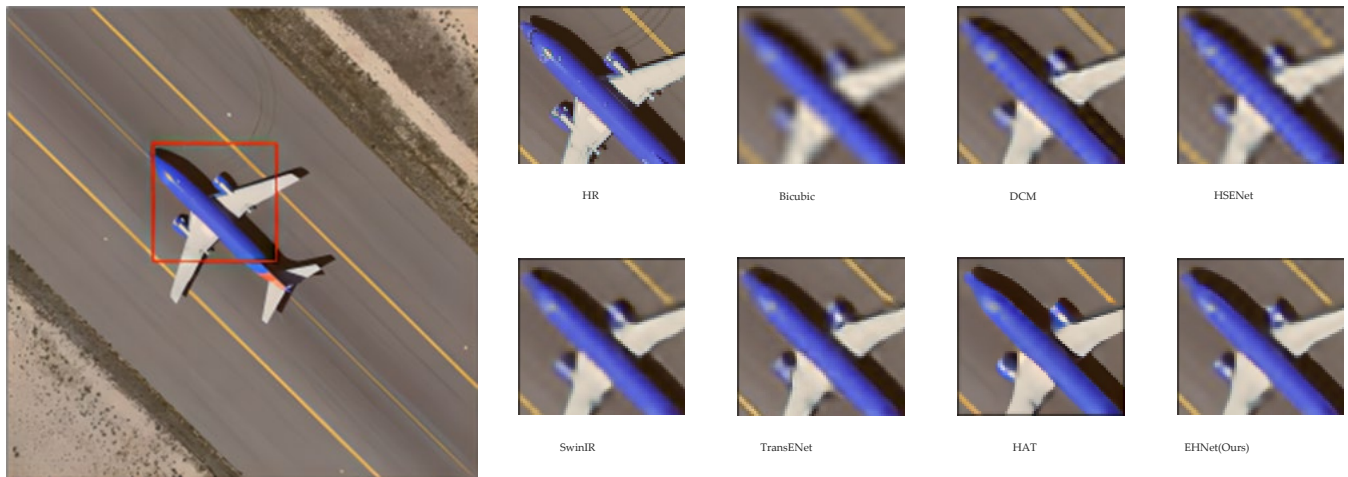 HR
Bicubic
DCM
HSENet
SwinIR
TransENet
HAT
EHNet(Ours)